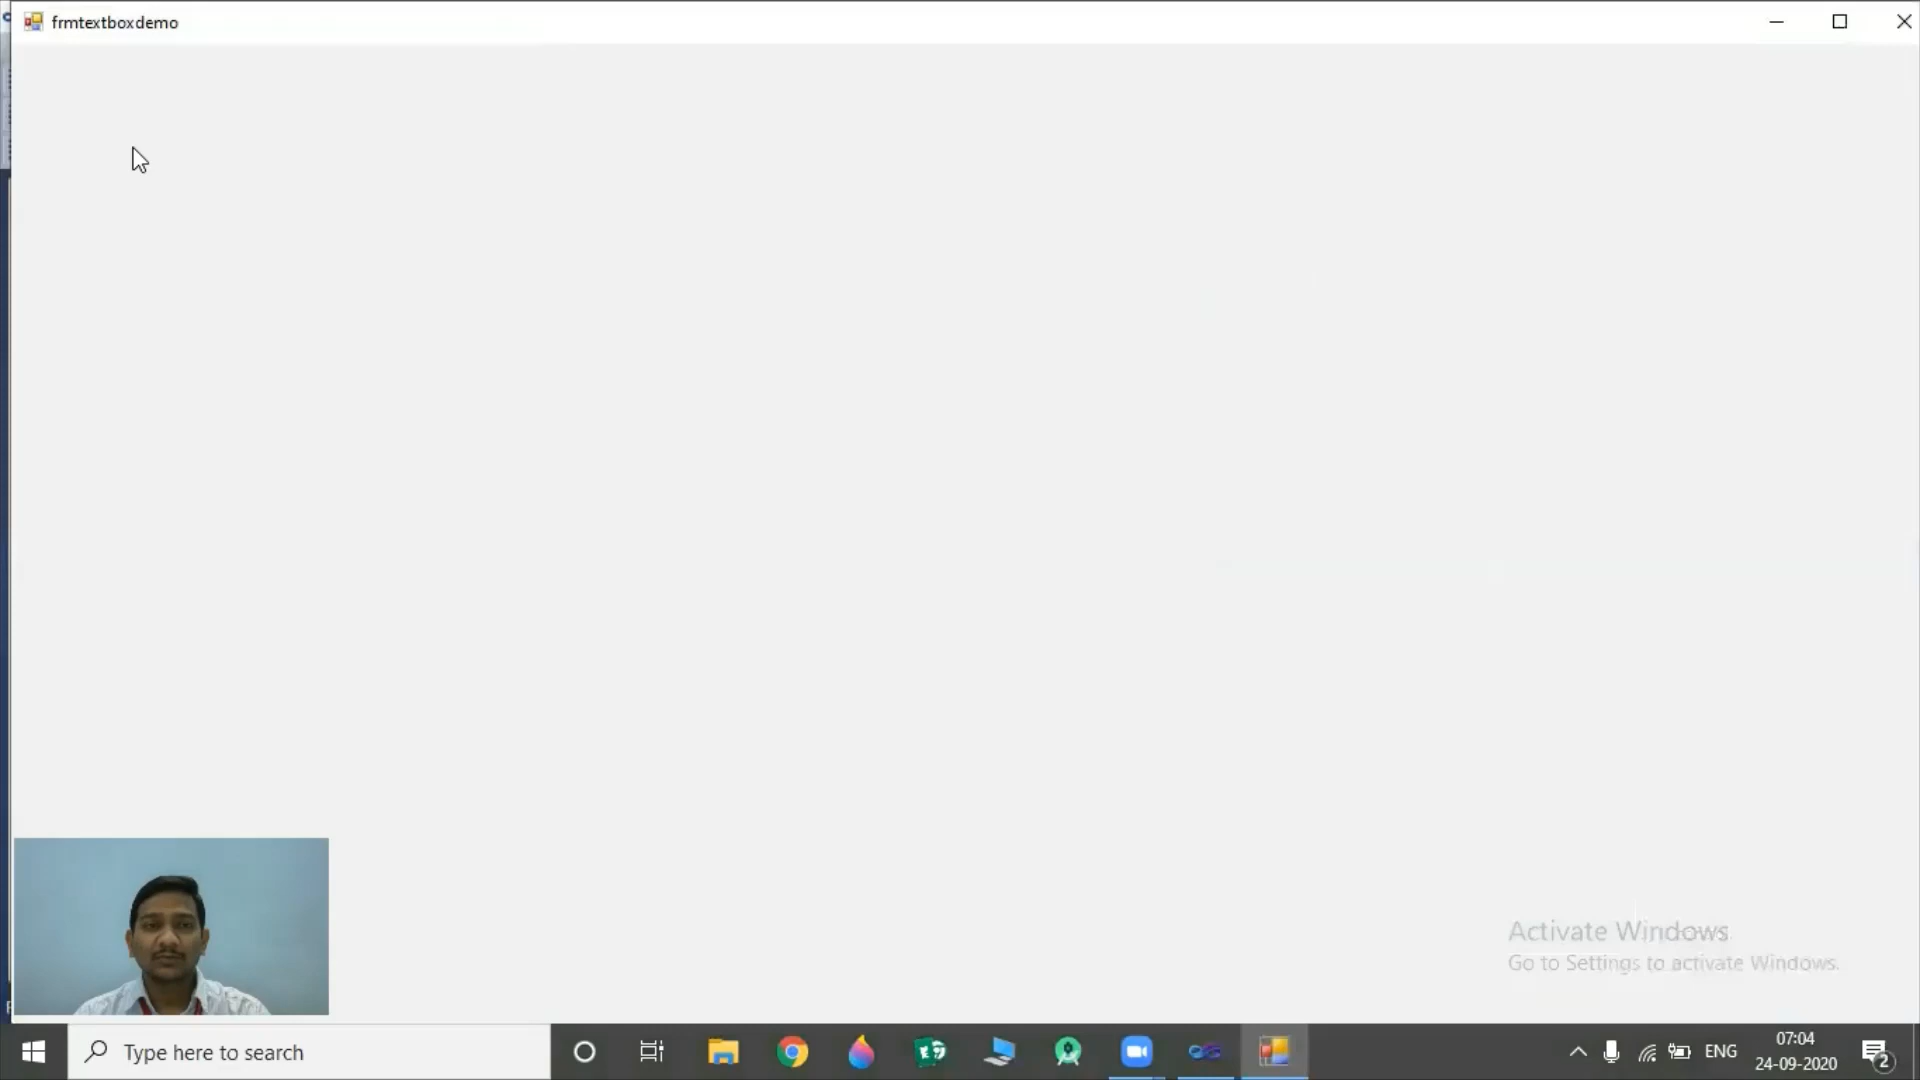 frmtextboxdemo
Activate Windows
Go to Settings to activate Windows.
Type here to search
ENG
07:04
24-09-2020
2